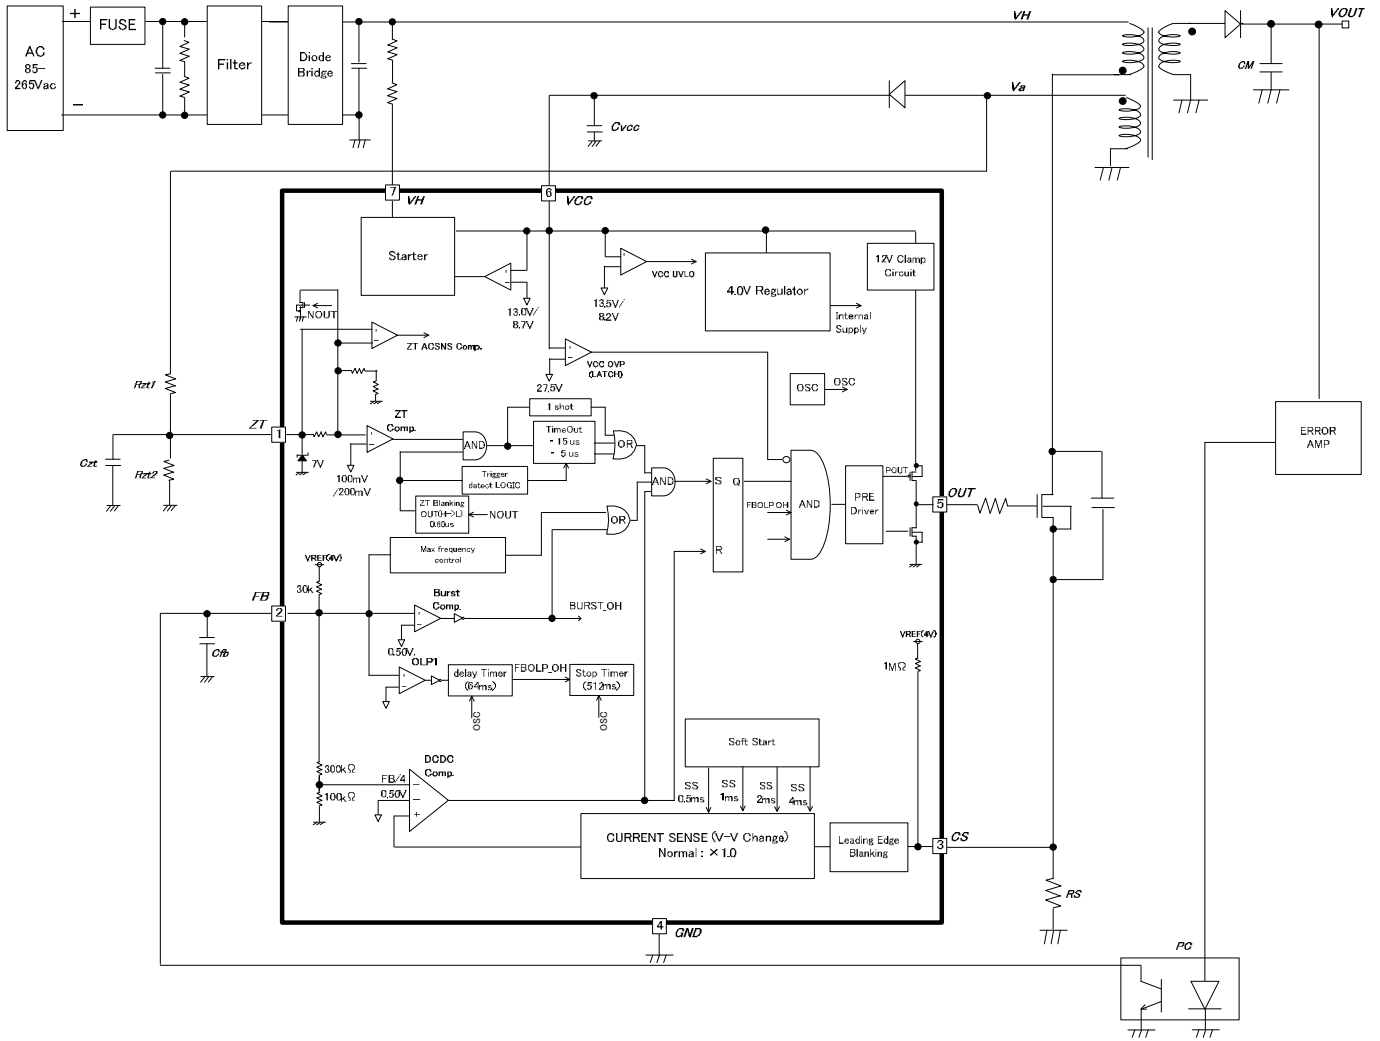 AC
85-
265Vac
+
-
FUSE
Filter
Diode
Bridge
VH
VOUT
CM
Va
Cvcc
7
VH
6
VCC
Starter
13.0V/
8.7V
13.5V/
8.2V
VCC UVLO
4.0V Regulator
Internal
Supply
12V Clamp
Circuit
NOUT
ZT ACSNS Comp.
VCC OVP
(LATCH)
27.5V
OSC
OSC
Rzt1
ZT
1
Czt
Rzt2
7V
ZT
Comp.
100mV
/200mV
AND
1 shot
TimeOut
- 15 us
- 5 us
OR
Trigger
detect LOGIC
ZT Blanking
OUT(H->L)
0.60us
NOUT
AND
OR
S
Q
R
FBOLP_OH
AND
PRE
Driver
POUT
5
OUT
ERROR
AMP
Max frequency
control
VREF(4V)
30k
FB
2
Cfb
Burst
Comp.
0.50V.
BURST_OH
OLP1
delay Timer
(64ms)
FBOLP_OH
Stop Timer
(512ms)
OSC
OSC
VREF(4V)
1MΩ
Soft Start
SS
0.5ms
SS
1ms
SS
2ms
SS
4ms
300kΩ
100kΩ
FB/4
0.50V
DCDC
Comp.
-
-
+
CURRENT SENSE (V-V Change)
Normal : ×1.0
Leading Edge
Blanking
3
CS
RS
4
GND
PC